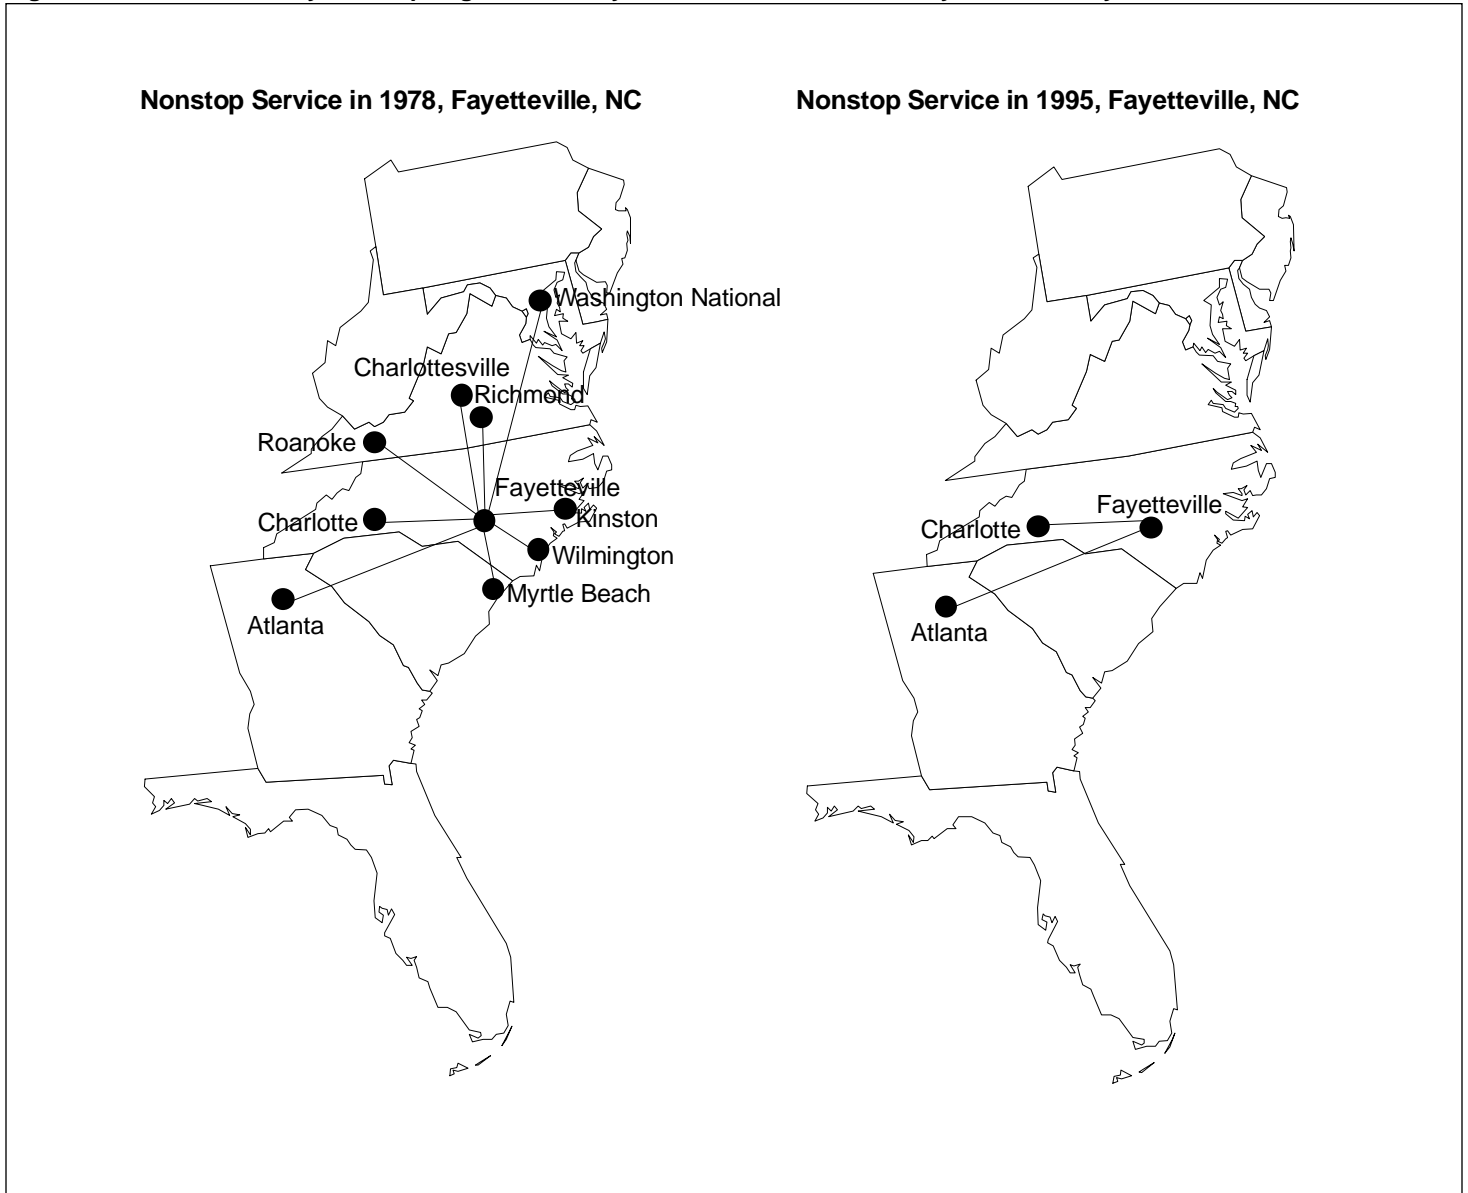 Nonstop Service in 1978, Fayetteville, NC
Nonstop Service in 1995, Fayetteville, NC
Washington National
Charlottesville
Richmond
Roanoke
Fayetteville
Charlotte
Kinston
Wilmington
Myrtle Beach
Atlanta
Fayetteville
Charlotte
Atlanta